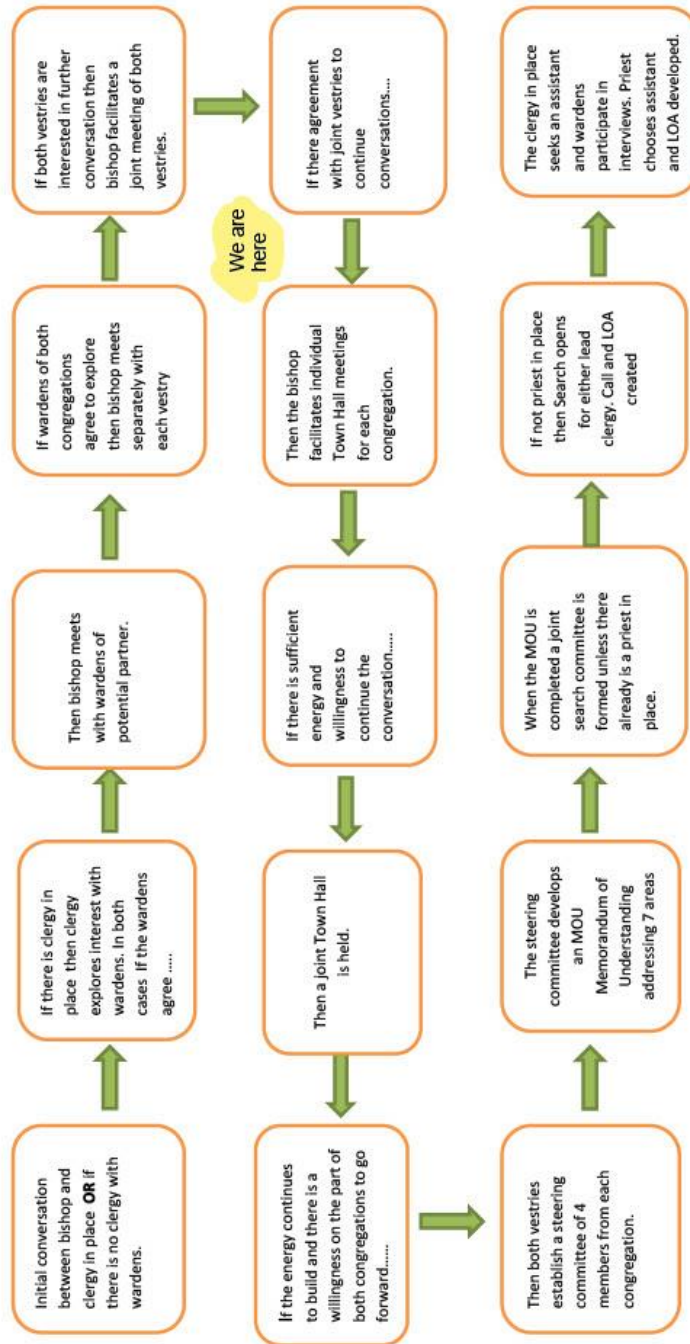 Initial conversation
between bishop and
clergy in place OR if
there is no clergy with
wardens.
If there is clergy in
place then clergy
explores interest with
wardens. In both
cases If the wardens
agree .....
Then bishop meets
with wardens of
potential partner.
If wardens of both
congregations
agree to explore
then bishop meets
separately with
each vestry
If both vestries are
interested in further
conversation then
bishop facilitates a
joint meeting of both
vestries.
If there agreement
with joint vestries to
continue
conversations....
We are
here
Then the bishop
facilitates individual
Town Hall meetings
for each
congregation.
If there is sufficient
energy and
willingness to
continue the
conversation.....
Then a joint Town Hall
is held.
If the energy continues
to build and there is a
willingness on the part of
both congregations to go
forward......
Then both vestries
establish a steering
committee of 4
members from each
congregation.
The steering
committee develops
an MOU
Memorandum of
Understanding
addressing 7 areas
When the MOU is
completed a joint
search committee is
formed unless there
already is a priest in
place.
If not priest in place
then Search opens
for either lead
clergy. Call and LOA
created
The clergy in place
seeks an assistant
and wardens
participate in
interviews. Priest
chooses assistant
and LOA developed.